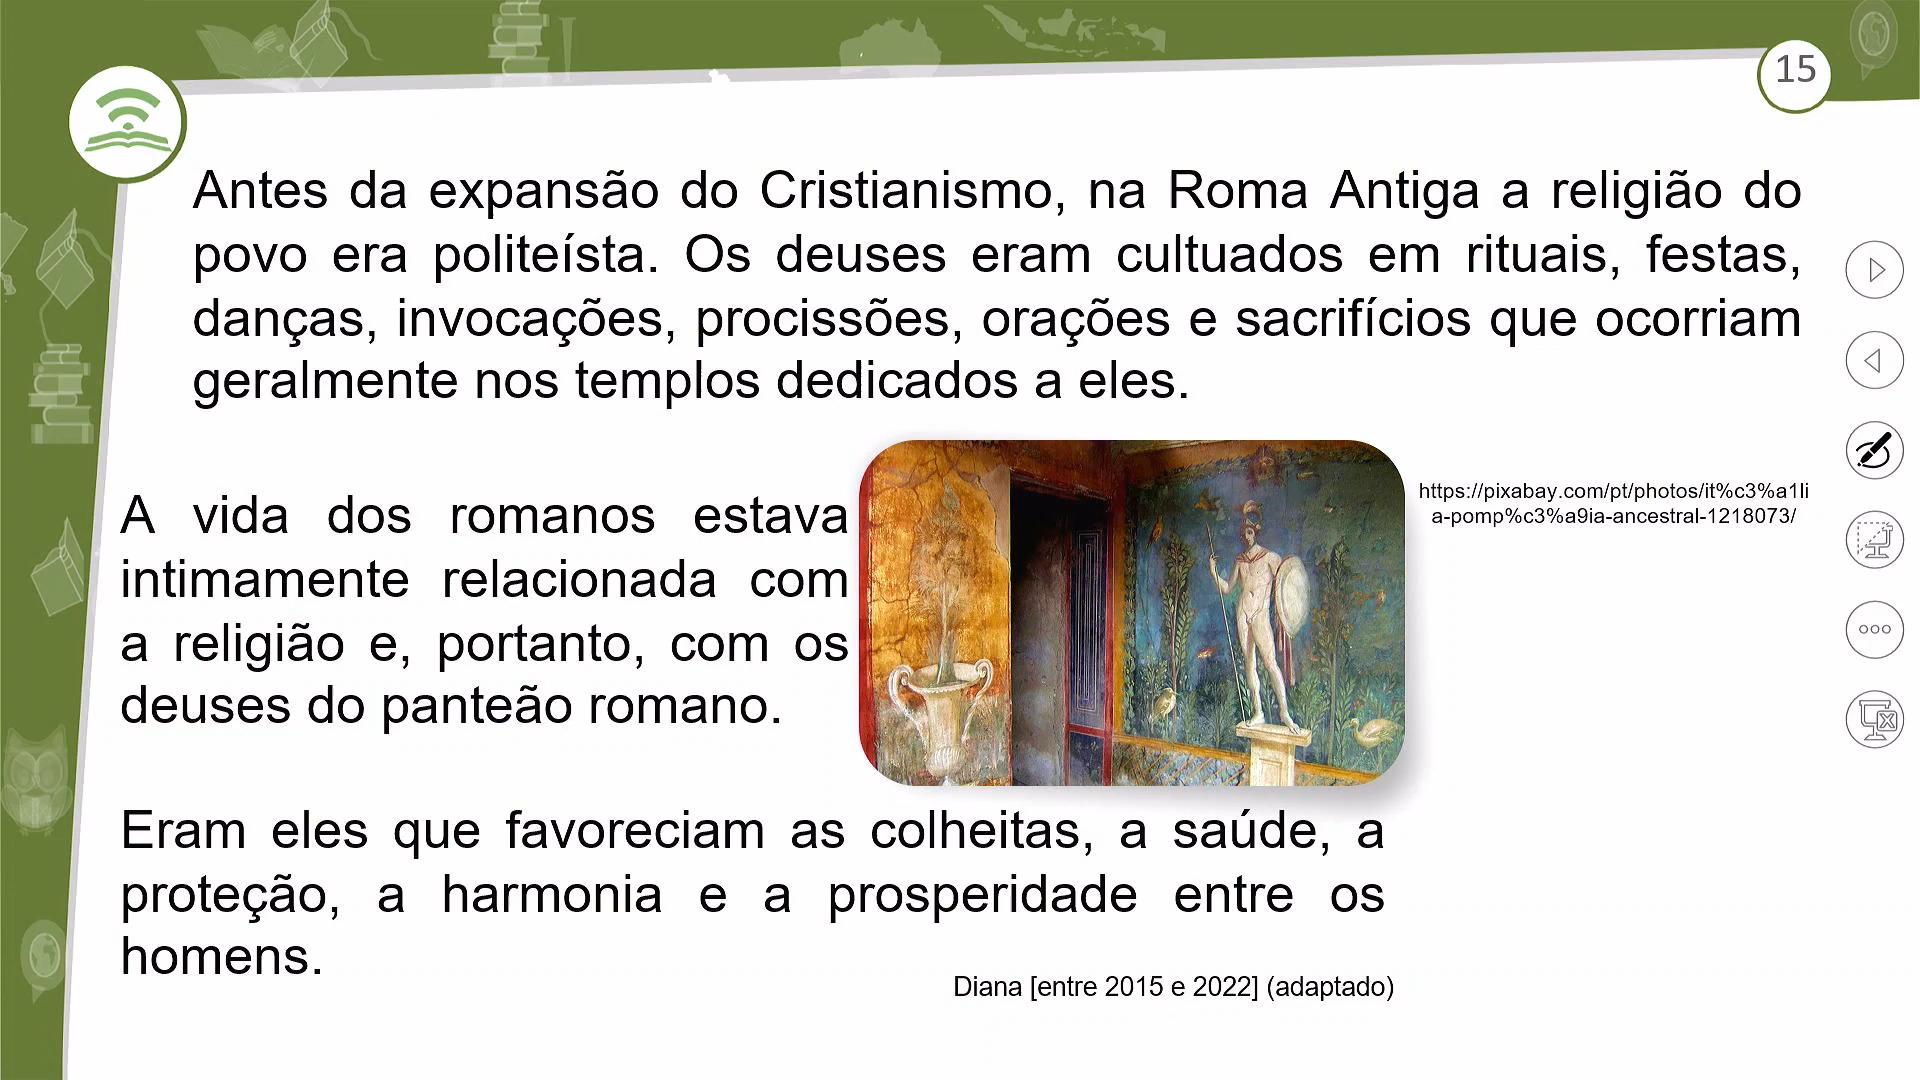 15
Antes da expansão do Cristianismo, na Roma Antiga a religião do
povo era politeísta. Os deuses eram cultuados em rituais, festas,
danças, invocações, procissões, orações e sacrifícios que ocorriam
geralmente nos templos dedicados a eles.
A vida dos romanos estava
intimamente relacionada com
a religião e, portanto, com os
deuses do panteão romano.
https://pixabay.com/pt/photos/it%c3%a1li
a-pomp%c3%a9ia-ancestral-1218073/
Eram eles que favoreciam as colheitas, a saúde, a
proteção, a harmonia e a prosperidade entre os
homens.
Diana [entre 2015 e 2022] (adaptado)